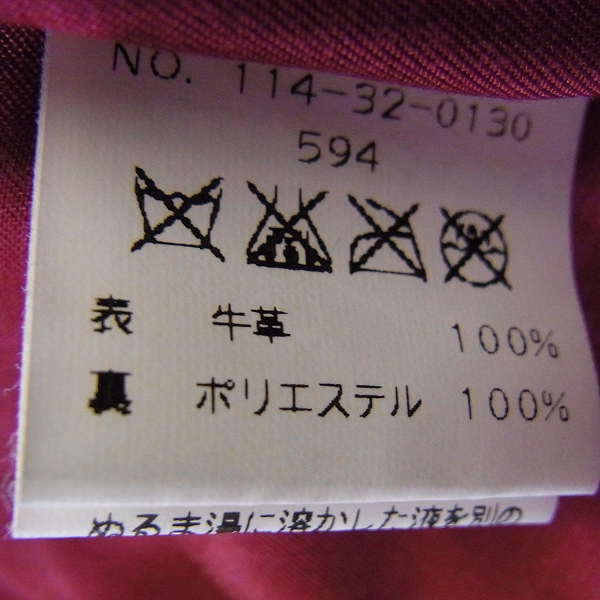 NO. 114-32-0130
594
表 牛革 100%
裏 ポリエステル 100%
ぬるま湯に溶かした液を別の